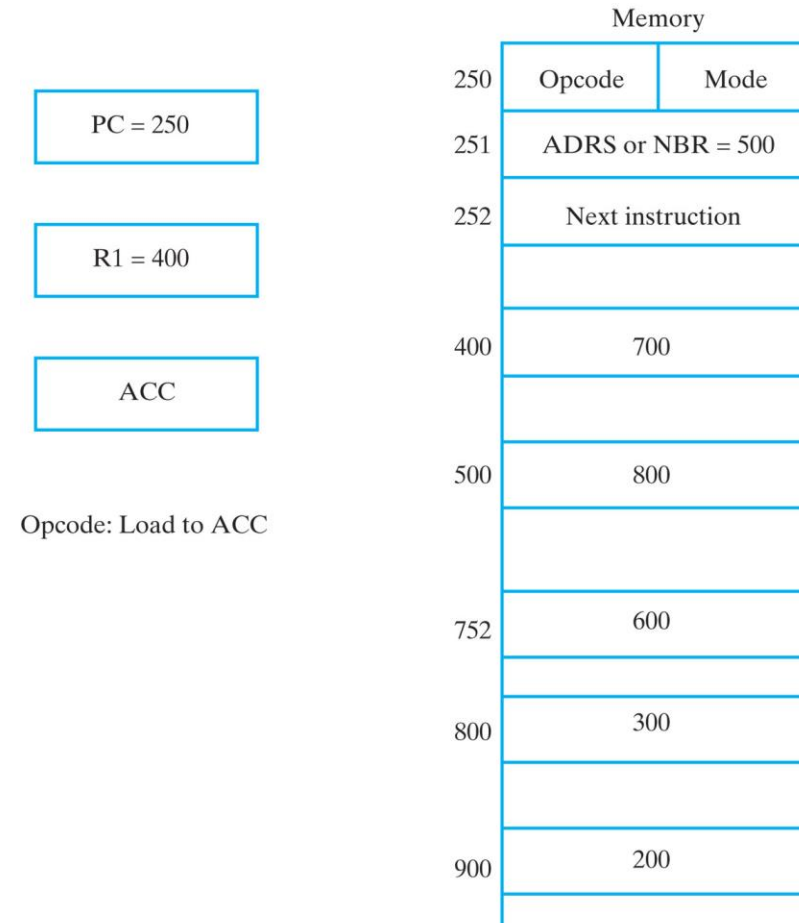 Memory
PC = 250
R1 = 400
ACC
Opcode: Load to ACC
250 Opcode Mode
251 ADRS or NBR = 500
252 Next instruction
400 700
500 800
752 600
800 300
900 200